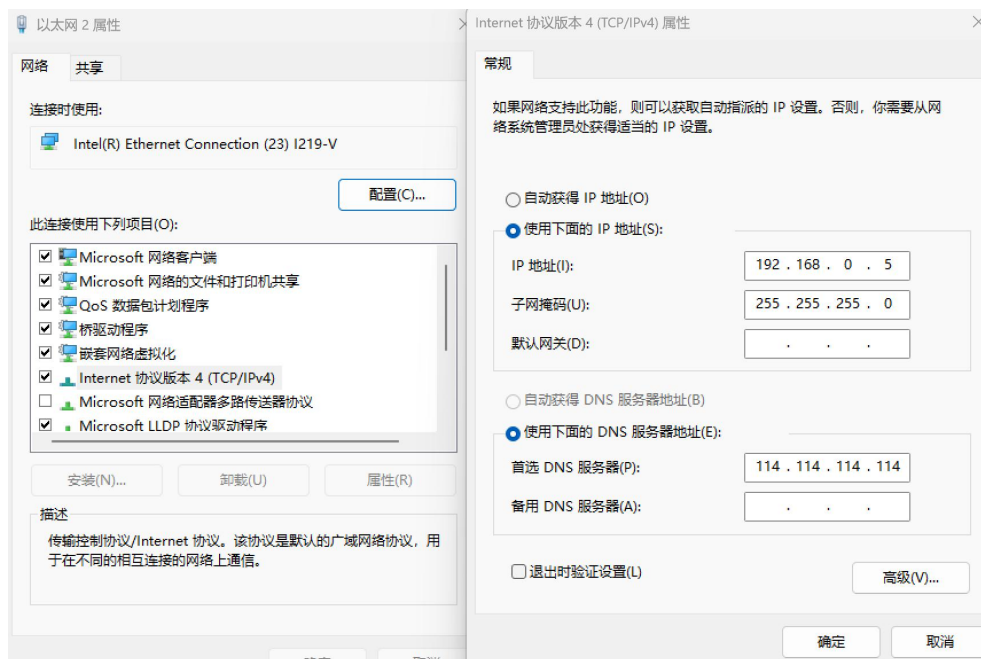 以太网 2 属性
网络
共享
连接时使用:
Intel(R) Ethernet Connection (23) I219-V
配置(C)...
此连接使用下列项目(O):
Microsoft 网络客户端
Microsoft 网络的文件和打印机共享
QoS 数据包计划程序
桥驱动程序
嵌套网络虚拟化
Internet 协议版本 4 (TCP/IPv4)
Microsoft 网络适配器多路传送器协议
Microsoft LLDP 协议驱动程序
安装(N)...
卸载(U)
属性(R)
描述
传输控制协议/Internet 协议。该协议是默认的广域网络协议，用
于在不同的相互连接的网络上通信。
Internet 协议版本 4 (TCP/IPv4) 属性
常规
如果网络支持此功能，则可以获取自动指派的 IP 设置。否则，你需要从网
络系统管理员处获得适当的 IP 设置。
自动获得 IP 地址(O)
使用下面的 IP 地址(S):
IP 地址(I):
192 . 168 . 0 . 5
子网掩码(U):
255 . 255 . 255 . 0
默认网关(D):
. . .
自动获得 DNS 服务器地址(B)
使用下面的 DNS 服务器地址(E):
首选 DNS 服务器(P):
114 . 114 . 114 . 114
备用 DNS 服务器(A):
. . .
退出时验证设置(L)
高级(V)...
确定
取消